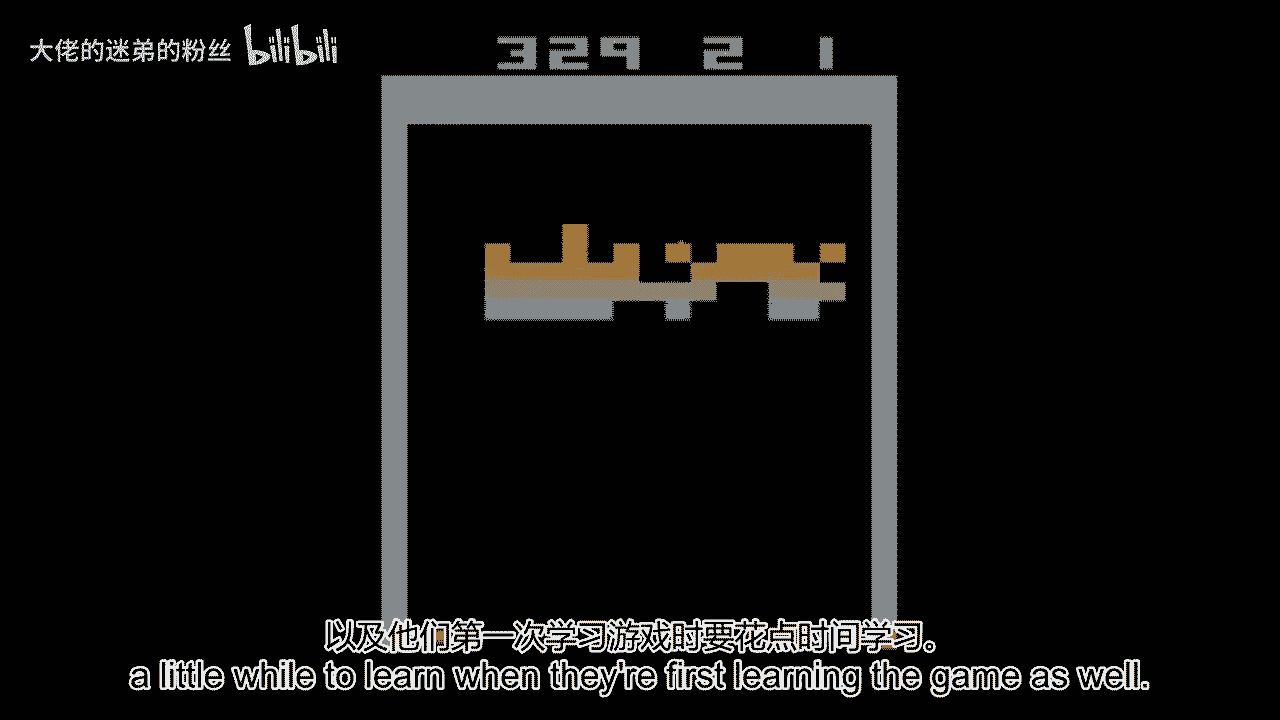 大佬的迷弟的粉丝 bilibili
329 2 1
以及他们第一次学习游戏时要花点时间学习。
a little while to learn when they're first learning the game as well.